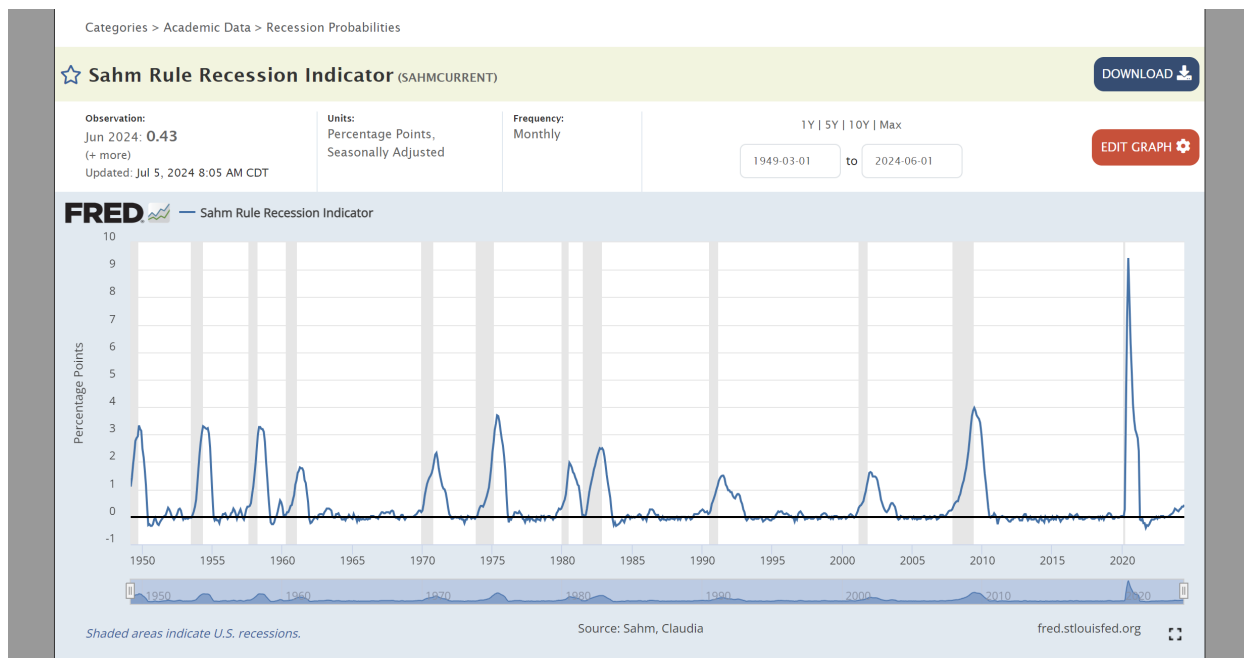 Categories > Academic Data > Recession Probabilities
Sahm Rule Recession Indicator (SAHMCURRENT)
DOWNLOAD
Observation:
Jun 2024: 0.43
(+ more)
Updated: Jul 5, 2024 8:05 AM CDT
Units:
Percentage Points,
Seasonally Adjusted
Frequency:
Monthly
1Y | 5Y | 10Y | Max
1949-03-01 to 2024-06-01
EDIT GRAPH
FRED — Sahm Rule Recession Indicator
Percentage Points
10
9
8
7
6
5
4
3
2
1
0
-1
1950 1955 1960 1965 1970 1975 1980 1985 1990 1995 2000 2005 2010 2015 2020
1950 1960 1970 1980 1990 2000 2010 2020
Shaded areas indicate U.S. recessions.
Source: Sahm, Claudia
fred.stlouisfed.org